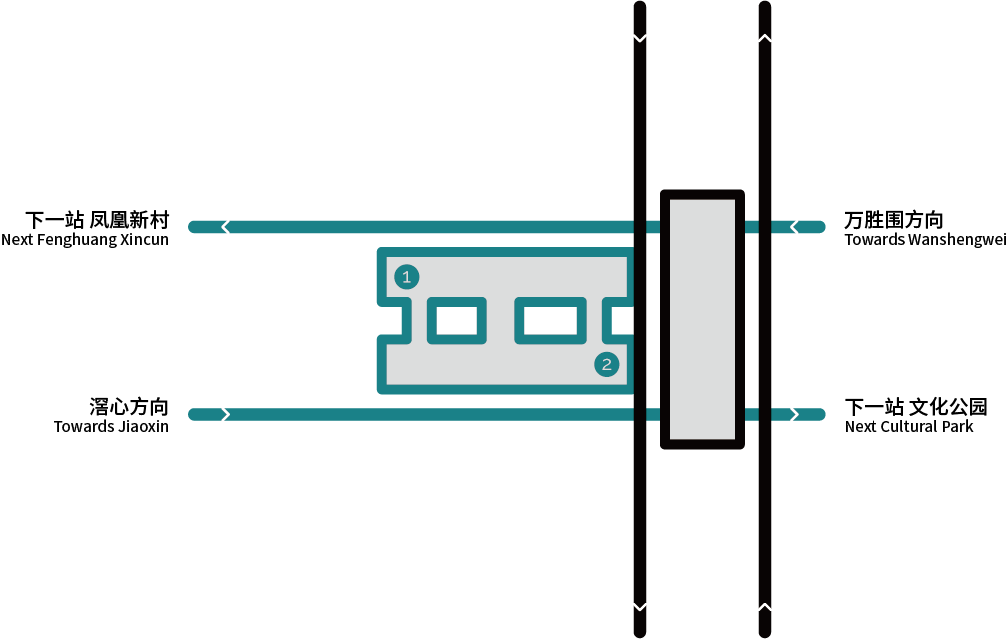 下一站 凤凰新村
Next Fenghuang Xincun
万胜围方向
Towards Wanshengwei
1
2
滘心方向
Towards Jiaoxin
下一站 文化公园
Next Cultural Park